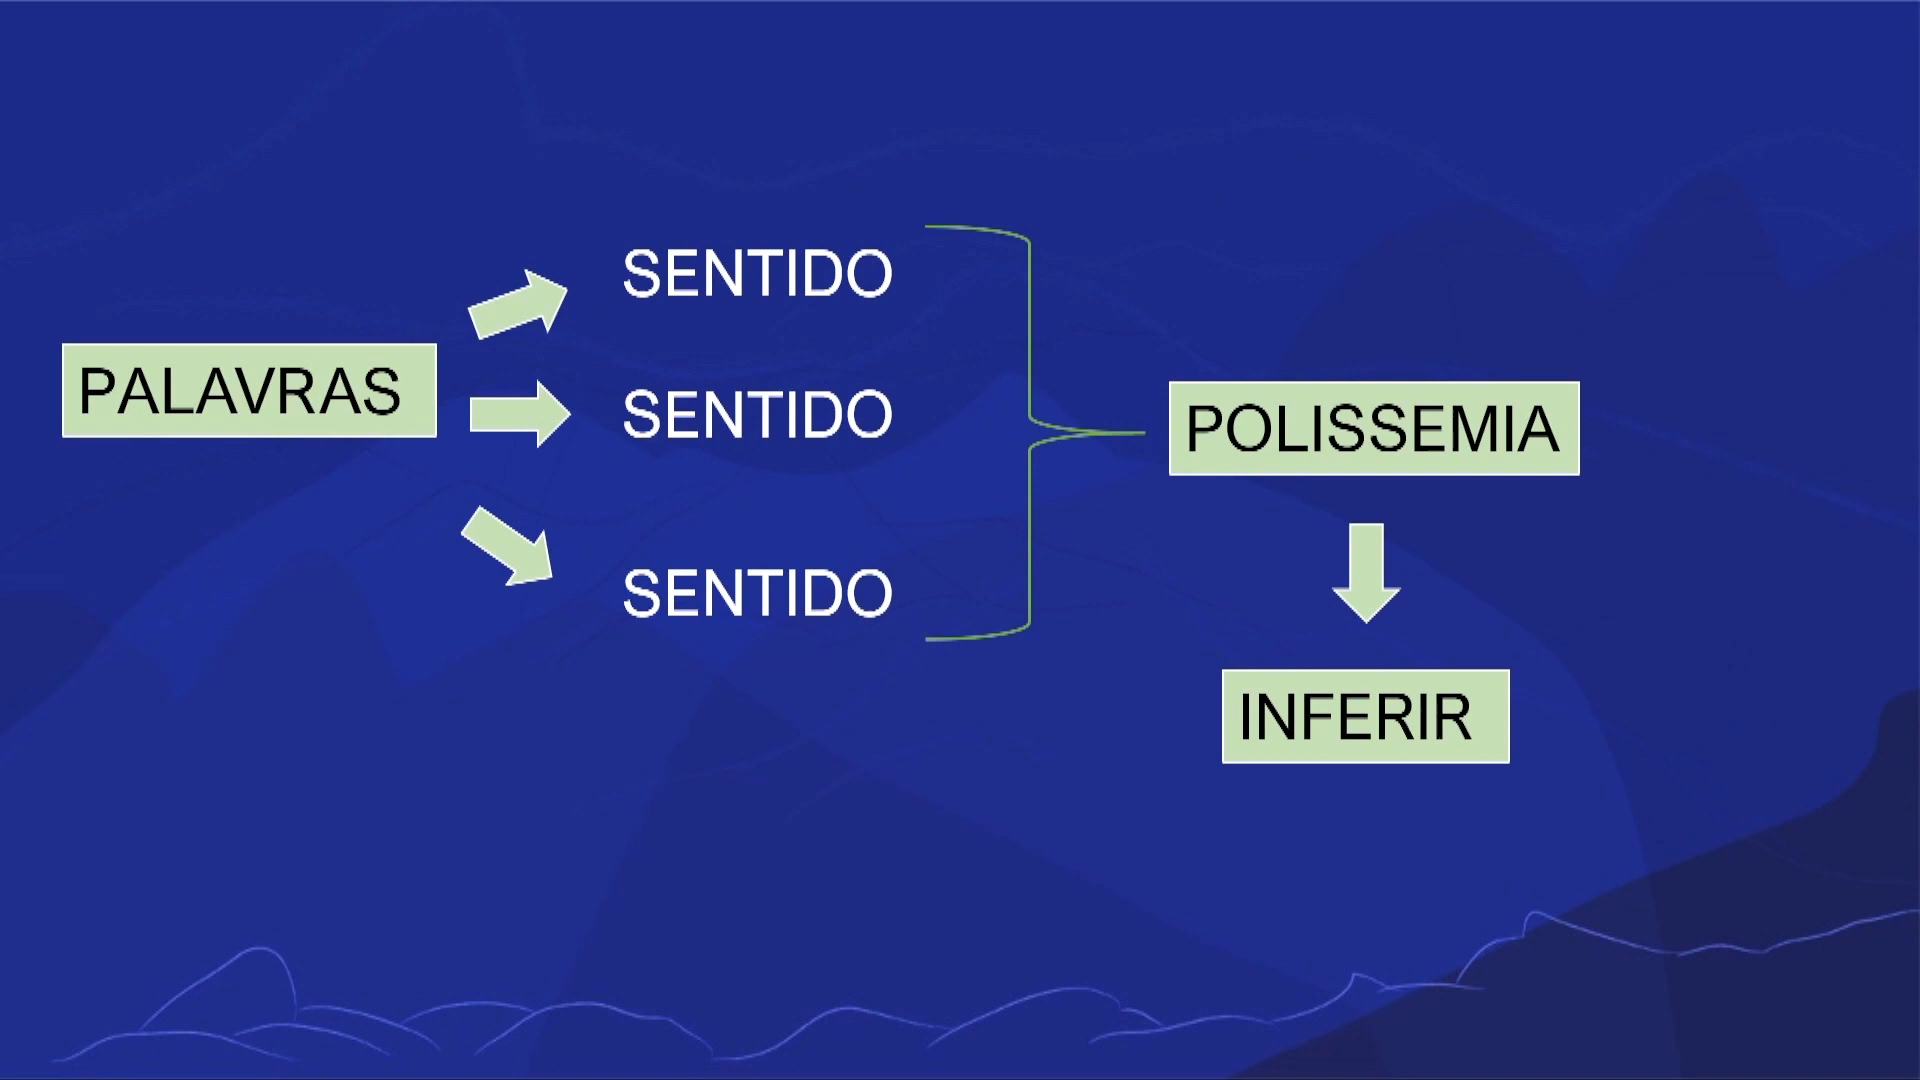 PALAVRAS
SENTIDO
SENTIDO
SENTIDO
POLISSEMIA
INFERIR